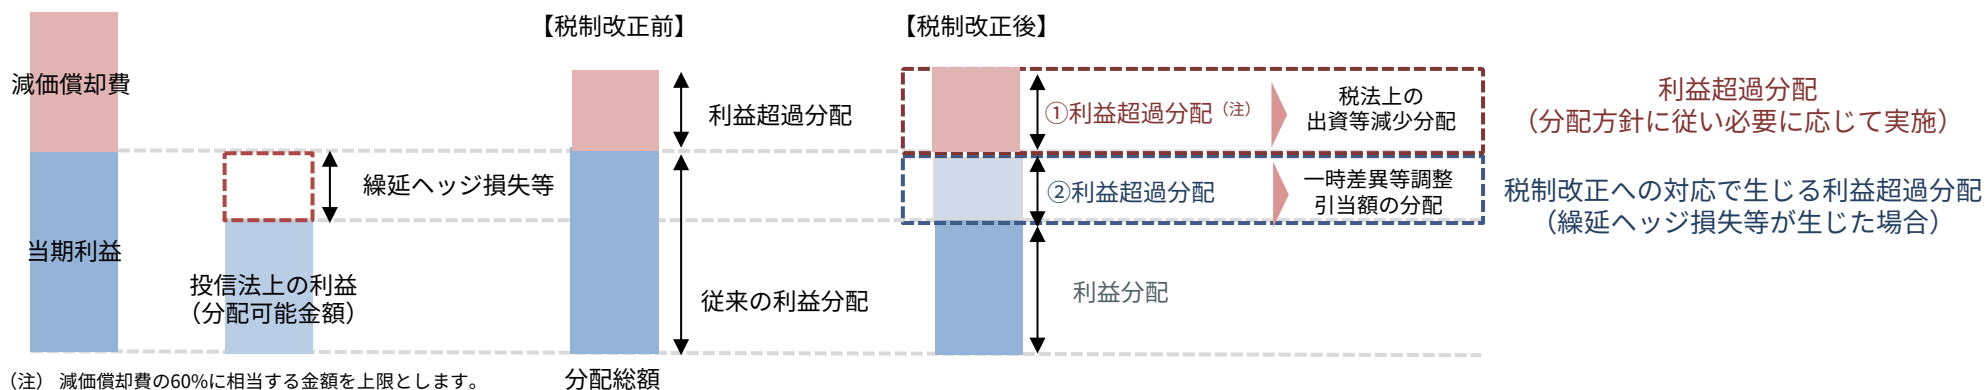 【税制改正前】
【税制改正後】
減価償却費
当期利益
繰延ヘッジ損失等
投信法上の利益
（分配可能金額）
利益超過分配
従来の利益分配
分配総額
①利益超過分配（注）
税法上の
出資等減少分配
②利益超過分配
一時差異等調整
引当額の分配
利益分配
利益超過分配
（分配方針に従い必要に応じて実施）
税制改正への対応で生じる利益超過分配
（繰延ヘッジ損失等が生じた場合）
（注） 減価償却費の60%に相当する金額を上限とします。